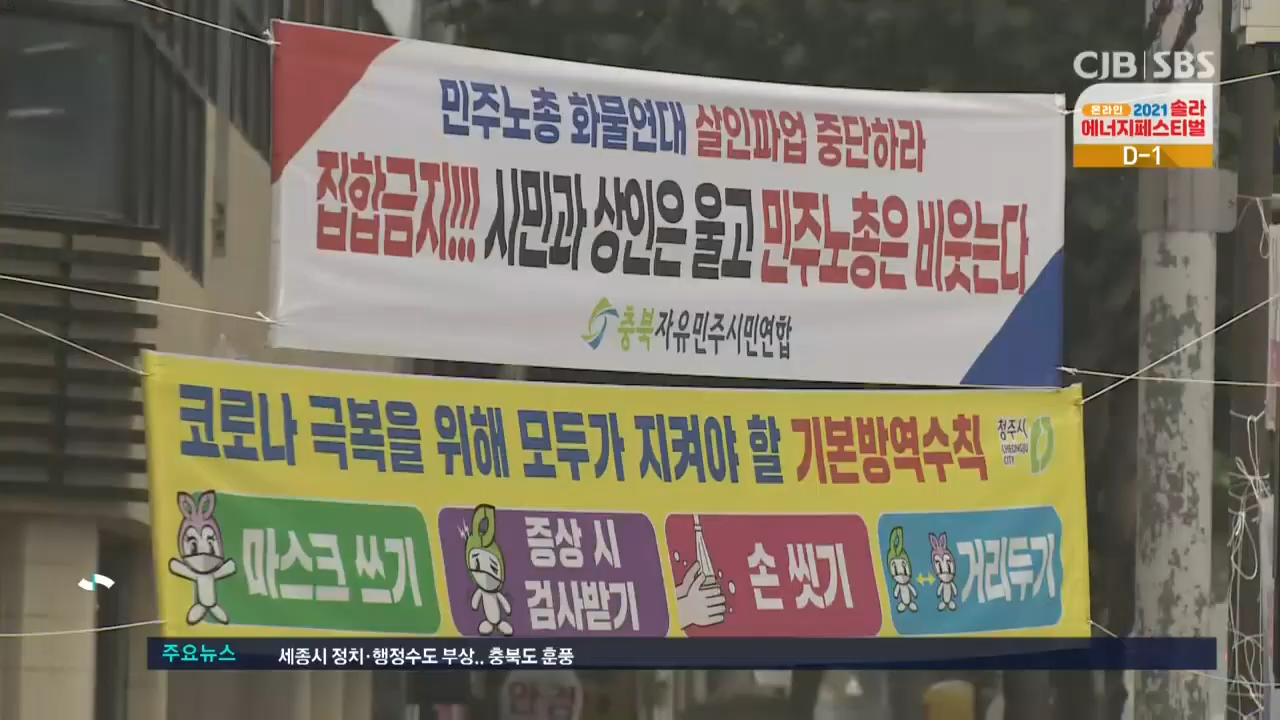 CJB SBS
온라인 2021 솔라
에너지페스티벌
D-1
민주노총 화물연대 살인파업 중단하라
집합금지!!!! 시민과 상인은 울고 민주노총은 비웃는다
충북자유민주시민연합
코로나 극복을 위해 모두가 지켜야 할 기본방역수칙
청주시
CHEONGJU
CITY
마스크 쓰기
증상 시
검사받기
손 씻기
거리두기
주요뉴스 세종시 정치·행정수도 부상.. 충북도 훈풍